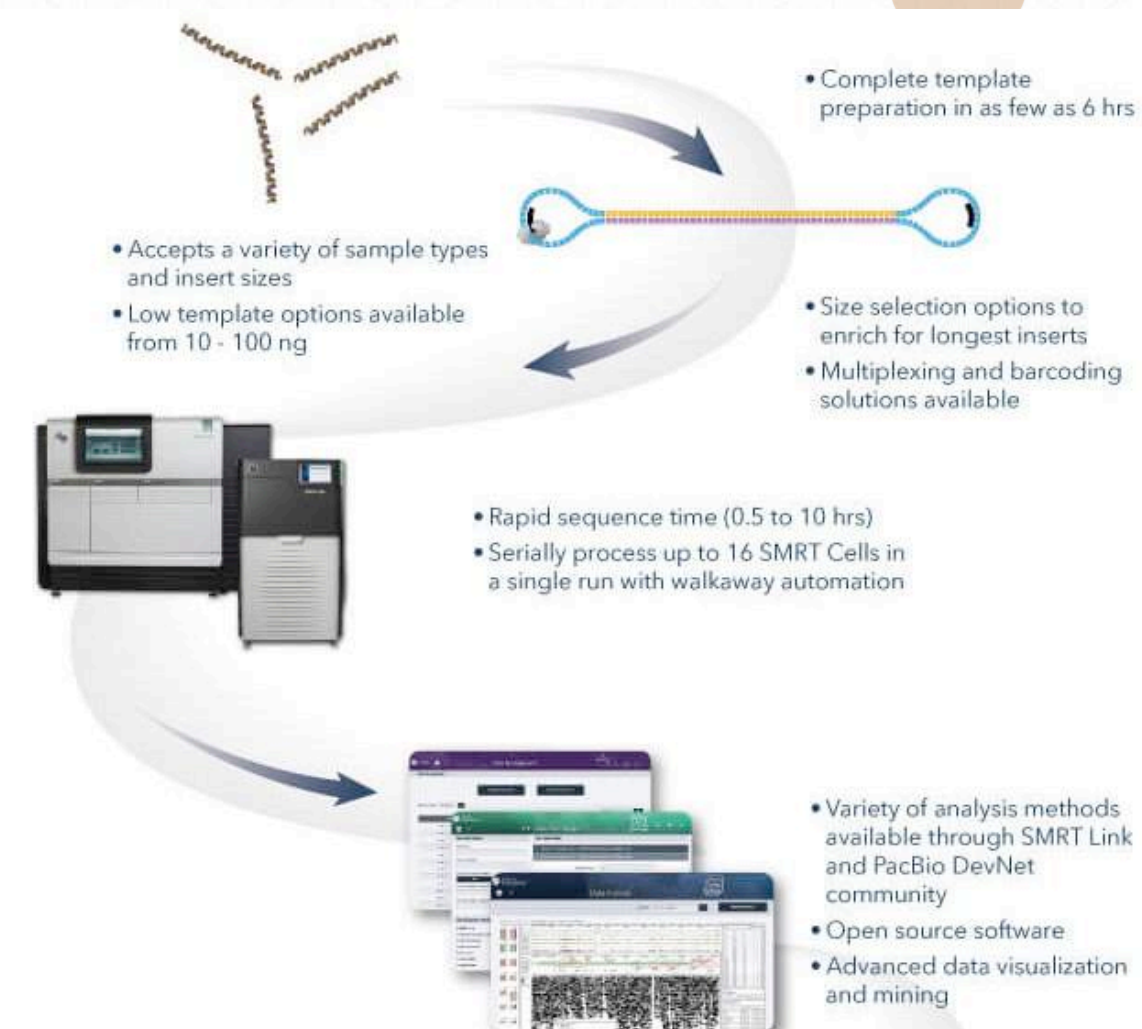 • Complete template
preparation in as few as 6 hrs
• Accepts a variety of sample types
and insert sizes
• Low template options available
from 10 - 100 ng
• Size selection options to
enrich for longest inserts
• Multiplexing and barcoding
solutions available
• Rapid sequence time (0.5 to 10 hrs)
• Serially process up to 16 SMRT Cells in
a single run with walkaway automation
• Variety of analysis methods
available through SMRT Link
and PacBio DevNet
community
• Open source software
• Advanced data visualization
and mining